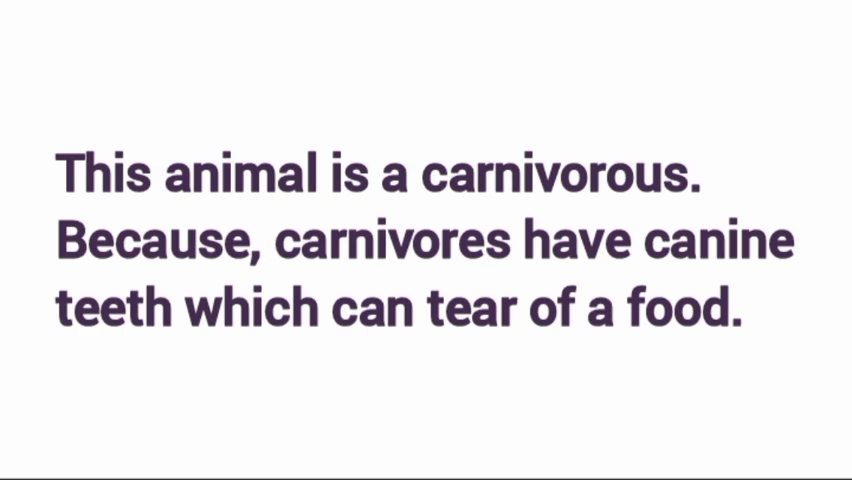 This animal is a carnivorous.
Because, carnivores have canine
teeth which can tear of a food.